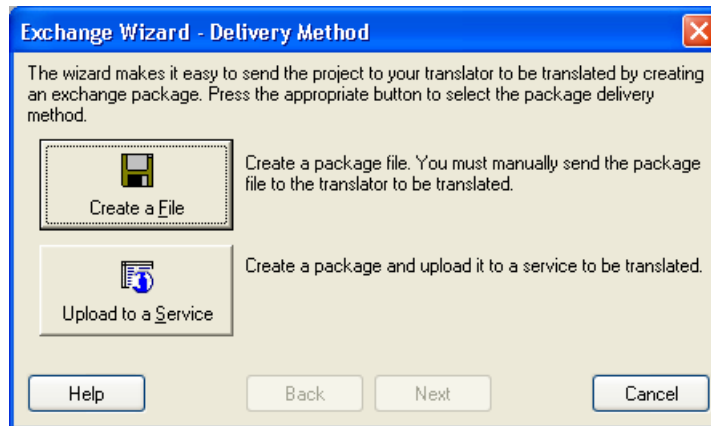 Exchange Wizard - Delivery Method
The wizard makes it easy to send the project to your translator to be translated by creating
an exchange package. Press the appropriate button to select the package delivery
method.
Create a File
Create a package file. You must manually send the package
file to the translator to be translated.
Upload to a Service
Create a package and upload it to a service to be translated.
Help
Back
Next
Cancel